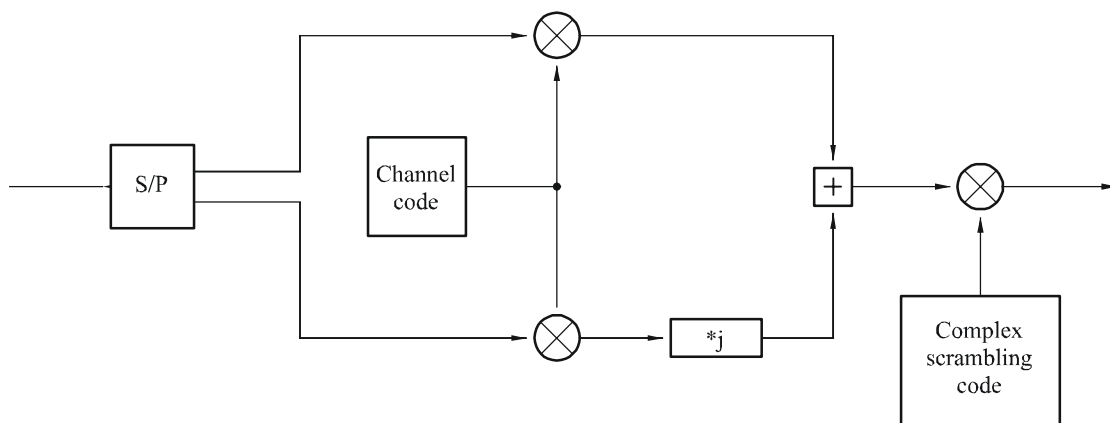 S/P
Channel
code
+
*j
Complex
scrambling
code